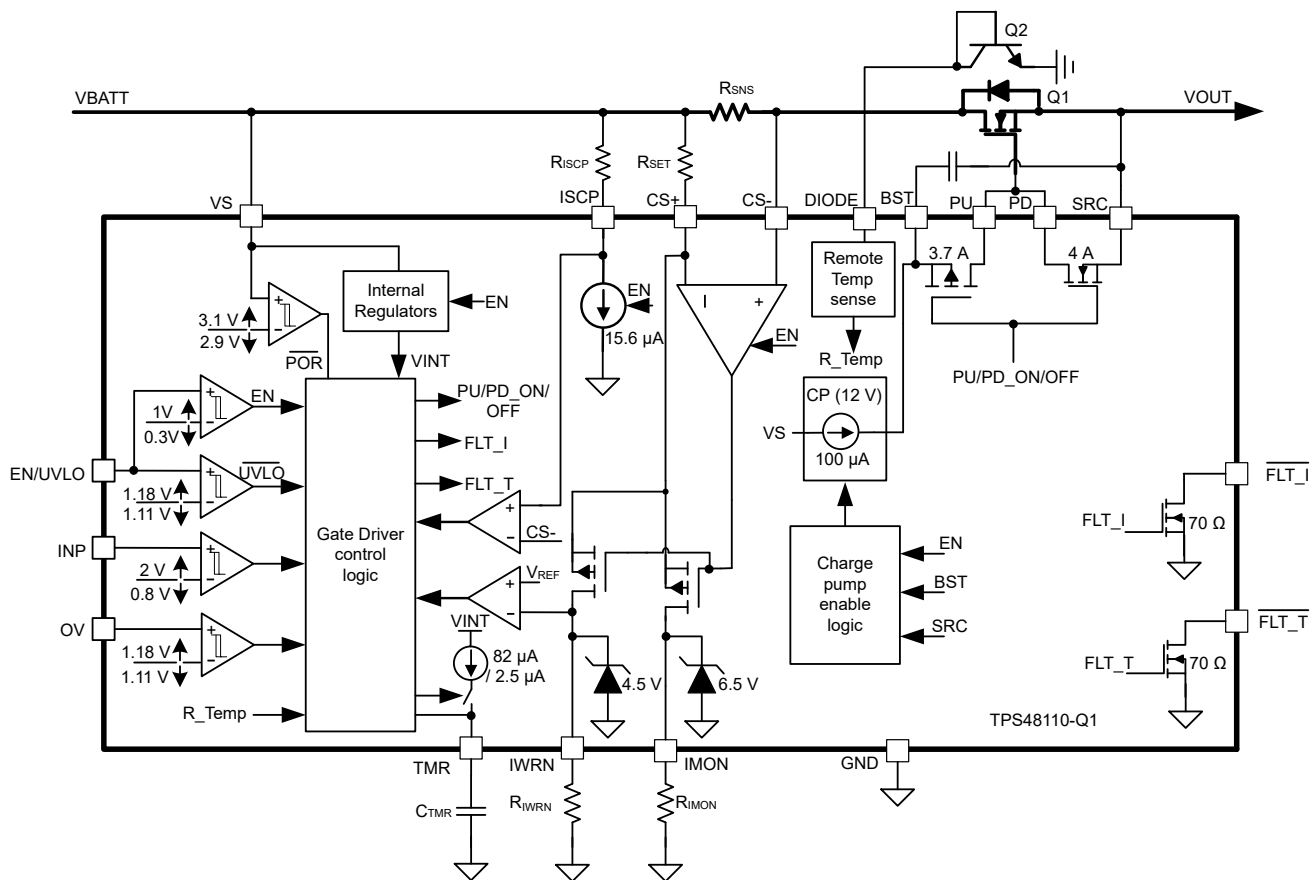 Q2
RSNS
VBATT
Q1
VOUT
RISCP
RSET
VS
ISCP
CS+
CS-
DIODE
BST
PU
PD
SRC
3.7 A
4 A
Internal
Regulators
EN
EN
15.6 µA
I
+
EN
Remote
Temp
sense
R_Temp
PU/PD_ON/OFF
+
−
3.1 V
2.9 V
POR
VINT
+
−
EN
1V
0.3V
PU/PD_ON/
OFF
FLT_I
FLT_T
CP (12 V)
VS
100 µA
EN/UVLO
+
−
UVLO
1.18 V
1.11 V
Gate Driver
control
logic
+
−
CS-
FLT_I
FLT_I
70 Ω
INP
+
−
2 V
0.8 V
VREF
+
−
Charge
pump
enable
logic
EN
BST
SRC
OV
+
−
1.18 V
1.11 V
VINT
82 µA
/ 2.5 µA
4.5 V
6.5 V
FLT_T
FLT_T
70 Ω
R_Temp
TPS48110-Q1
TMR
IWRN
IMON
GND
CTMR
RIWRN
RIMON